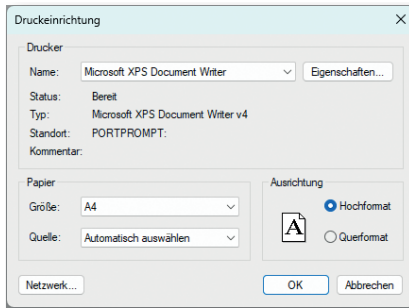 Druckeinrichtung
Drucker
Name: Microsoft XPS Document Writer Eigenschaften...
Status: Bereit
Typ: Microsoft XPS Document Writer v4
Standort: PORTPROMPT:
Kommentar:
Papier
Größe: A4
Quelle: Automatisch auswählen
Ausrichtung
A
Hochformat
Querformat
Netzwerk... OK Abbrechen